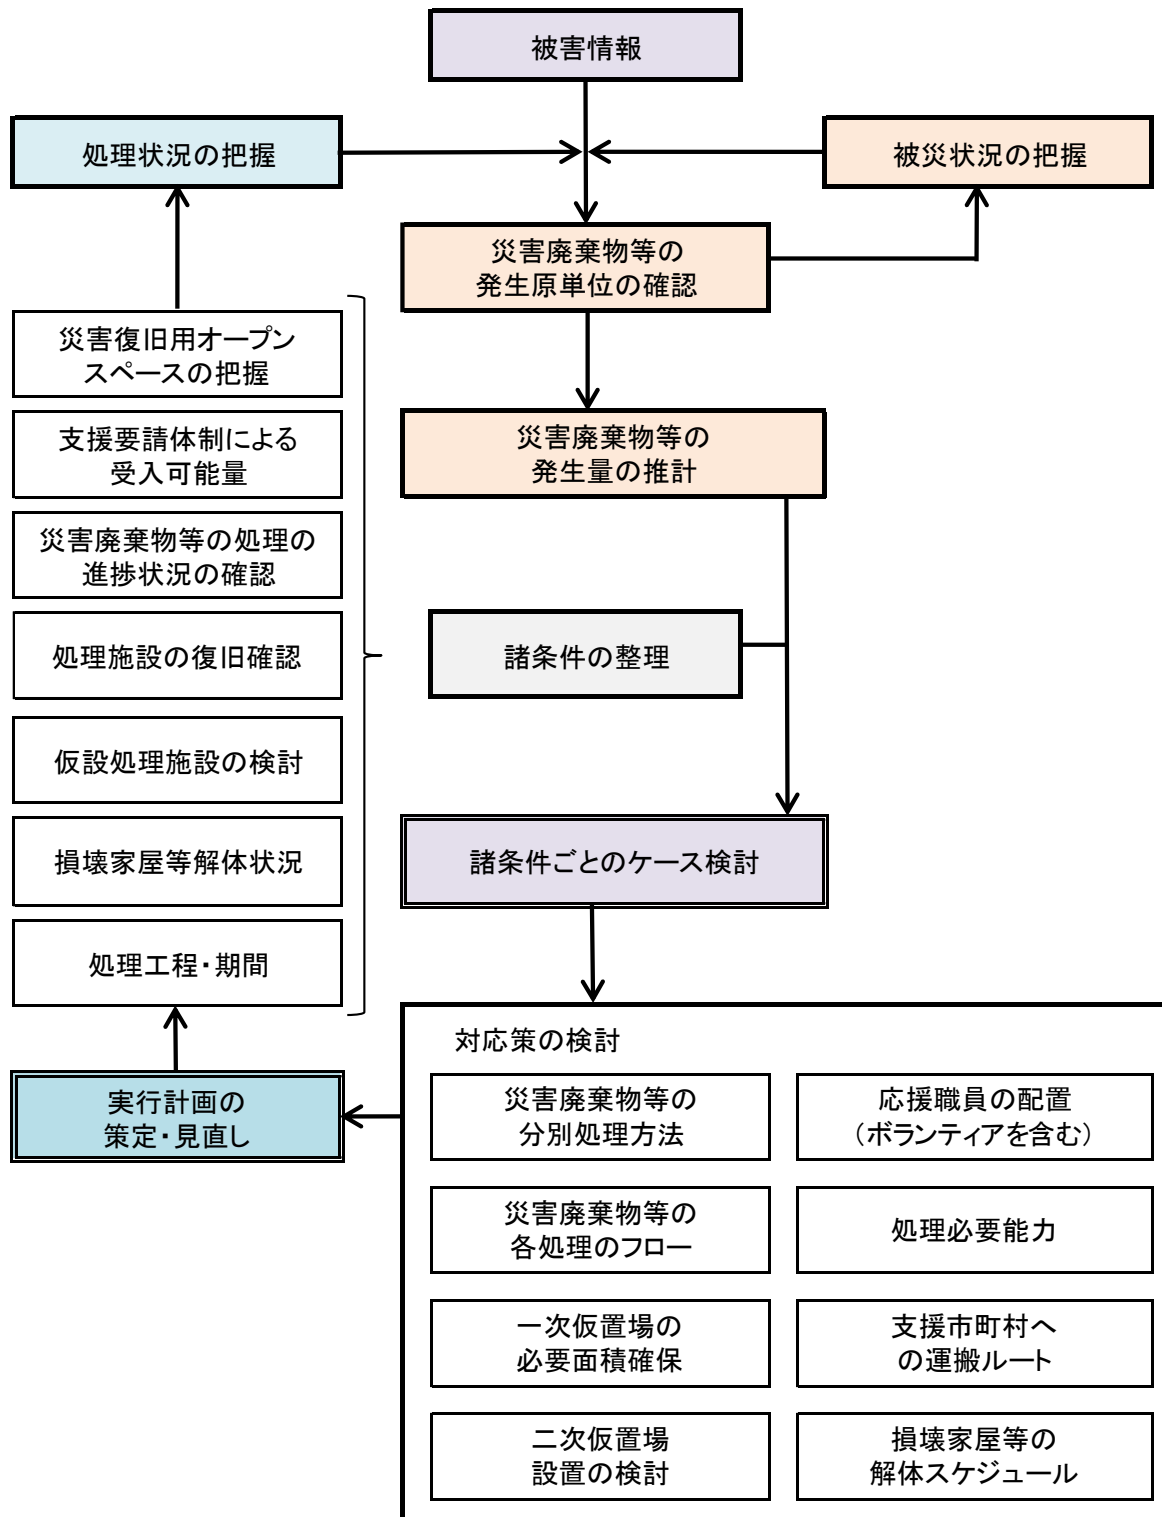 被害情報
処理状況の把握
被災状況の把握
災害廃棄物等の
発生原単位の確認
災害復旧用オープン
スペースの把握
支援要請体制による
受入可能量
災害廃棄物等の処理の
進捗状況の確認
処理施設の復旧確認
仮設処理施設の検討
損壊家屋等解体状況
処理工程・期間
実行計画の
策定・見直し
災害廃棄物等の
発生量の推計
諸条件の整理
諸条件ごとのケース検討
対応策の検討
災害廃棄物等の
分別処理方法
応援職員の配置
（ボランティアを含む）
災害廃棄物等の
各処理のフロー
処理必要能力
一次仮置場の
必要面積確保
支援市町村へ
の運搬ルート
二次仮置場
設置の検討
損壊家屋等の
解体スケジュール